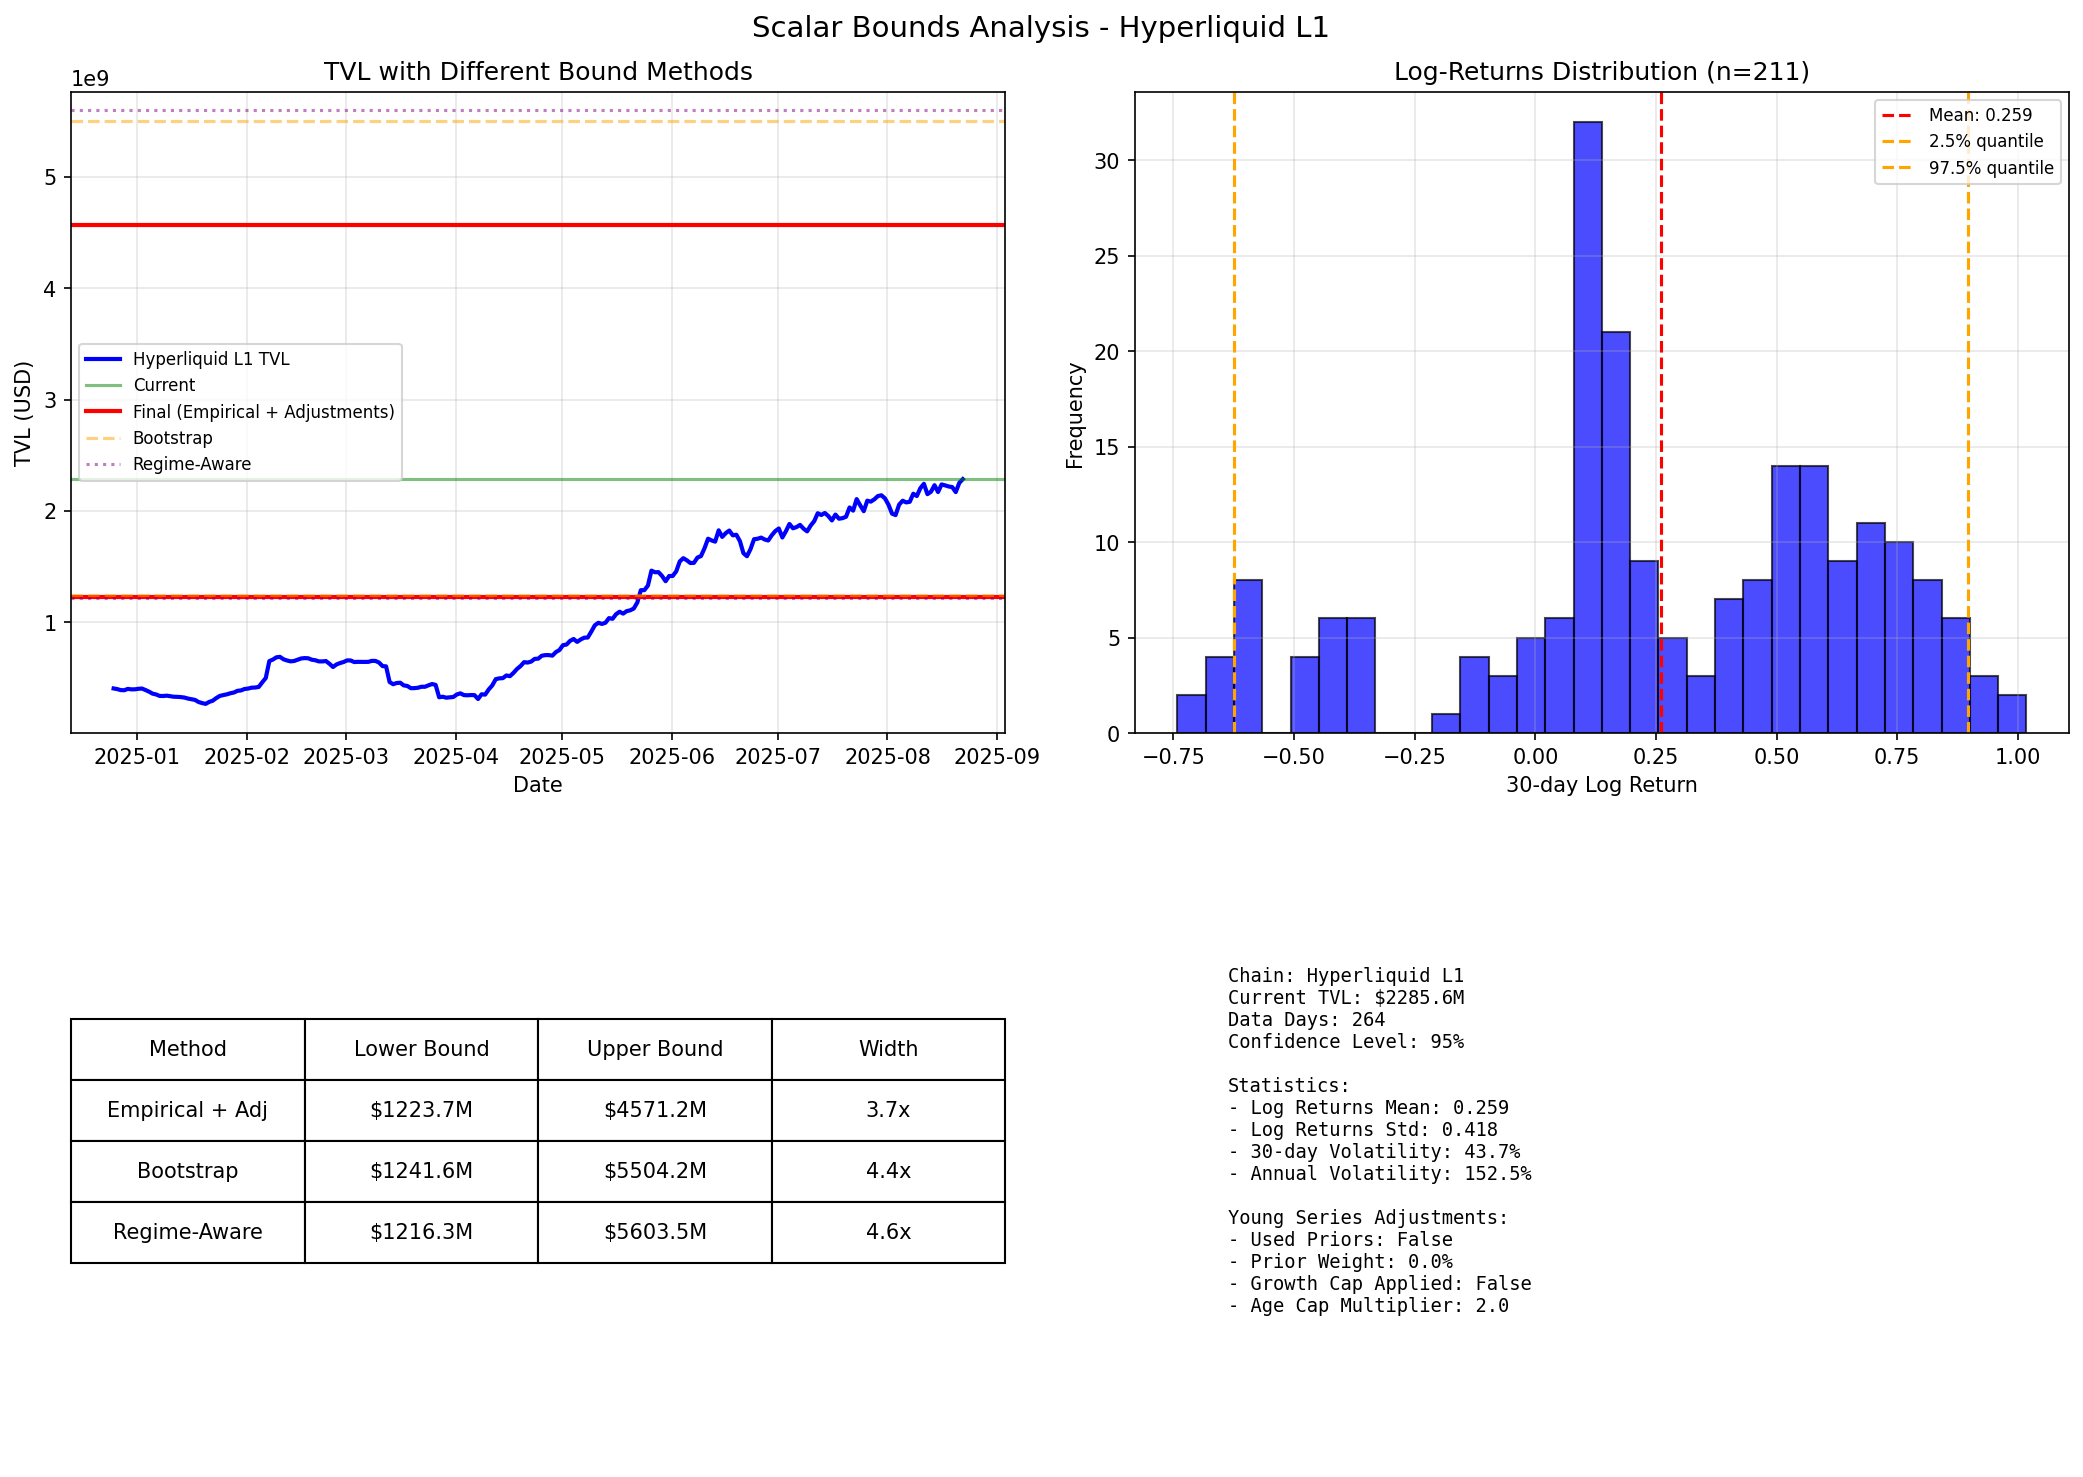 Scalar Bounds Analysis - Hyperliquid L1
TVL with Different Bound Methods
1e9
5
4
3
2
1
TVL (USD)
Hyperliquid L1 TVL
Current
Final (Empirical + Adjustments)
Bootstrap
Regime-Aware
2025-01 2025-02 2025-03 2025-04 2025-05 2025-06 2025-07 2025-08 2025-09
Date
Log-Returns Distribution (n=211)
30
25
20
15
10
5
0
Frequency
Mean: 0.259
2.5% quantile
97.5% quantile
−0.75 −0.50 −0.25 0.00 0.25 0.50 0.75 1.00
30-day Log Return
Method Lower Bound Upper Bound Width
Empirical + Adj $1223.7M $4571.2M 3.7x
Bootstrap $1241.6M $5504.2M 4.4x
Regime-Aware $1216.3M $5603.5M 4.6x
Chain: Hyperliquid L1
Current TVL: $2285.6M
Data Days: 264
Confidence Level: 95%
Statistics:
- Log Returns Mean: 0.259
- Log Returns Std: 0.418
- 30-day Volatility: 43.7%
- Annual Volatility: 152.5%
Young Series Adjustments:
- Used Priors: False
- Prior Weight: 0.0%
- Growth Cap Applied: False
- Age Cap Multiplier: 2.0